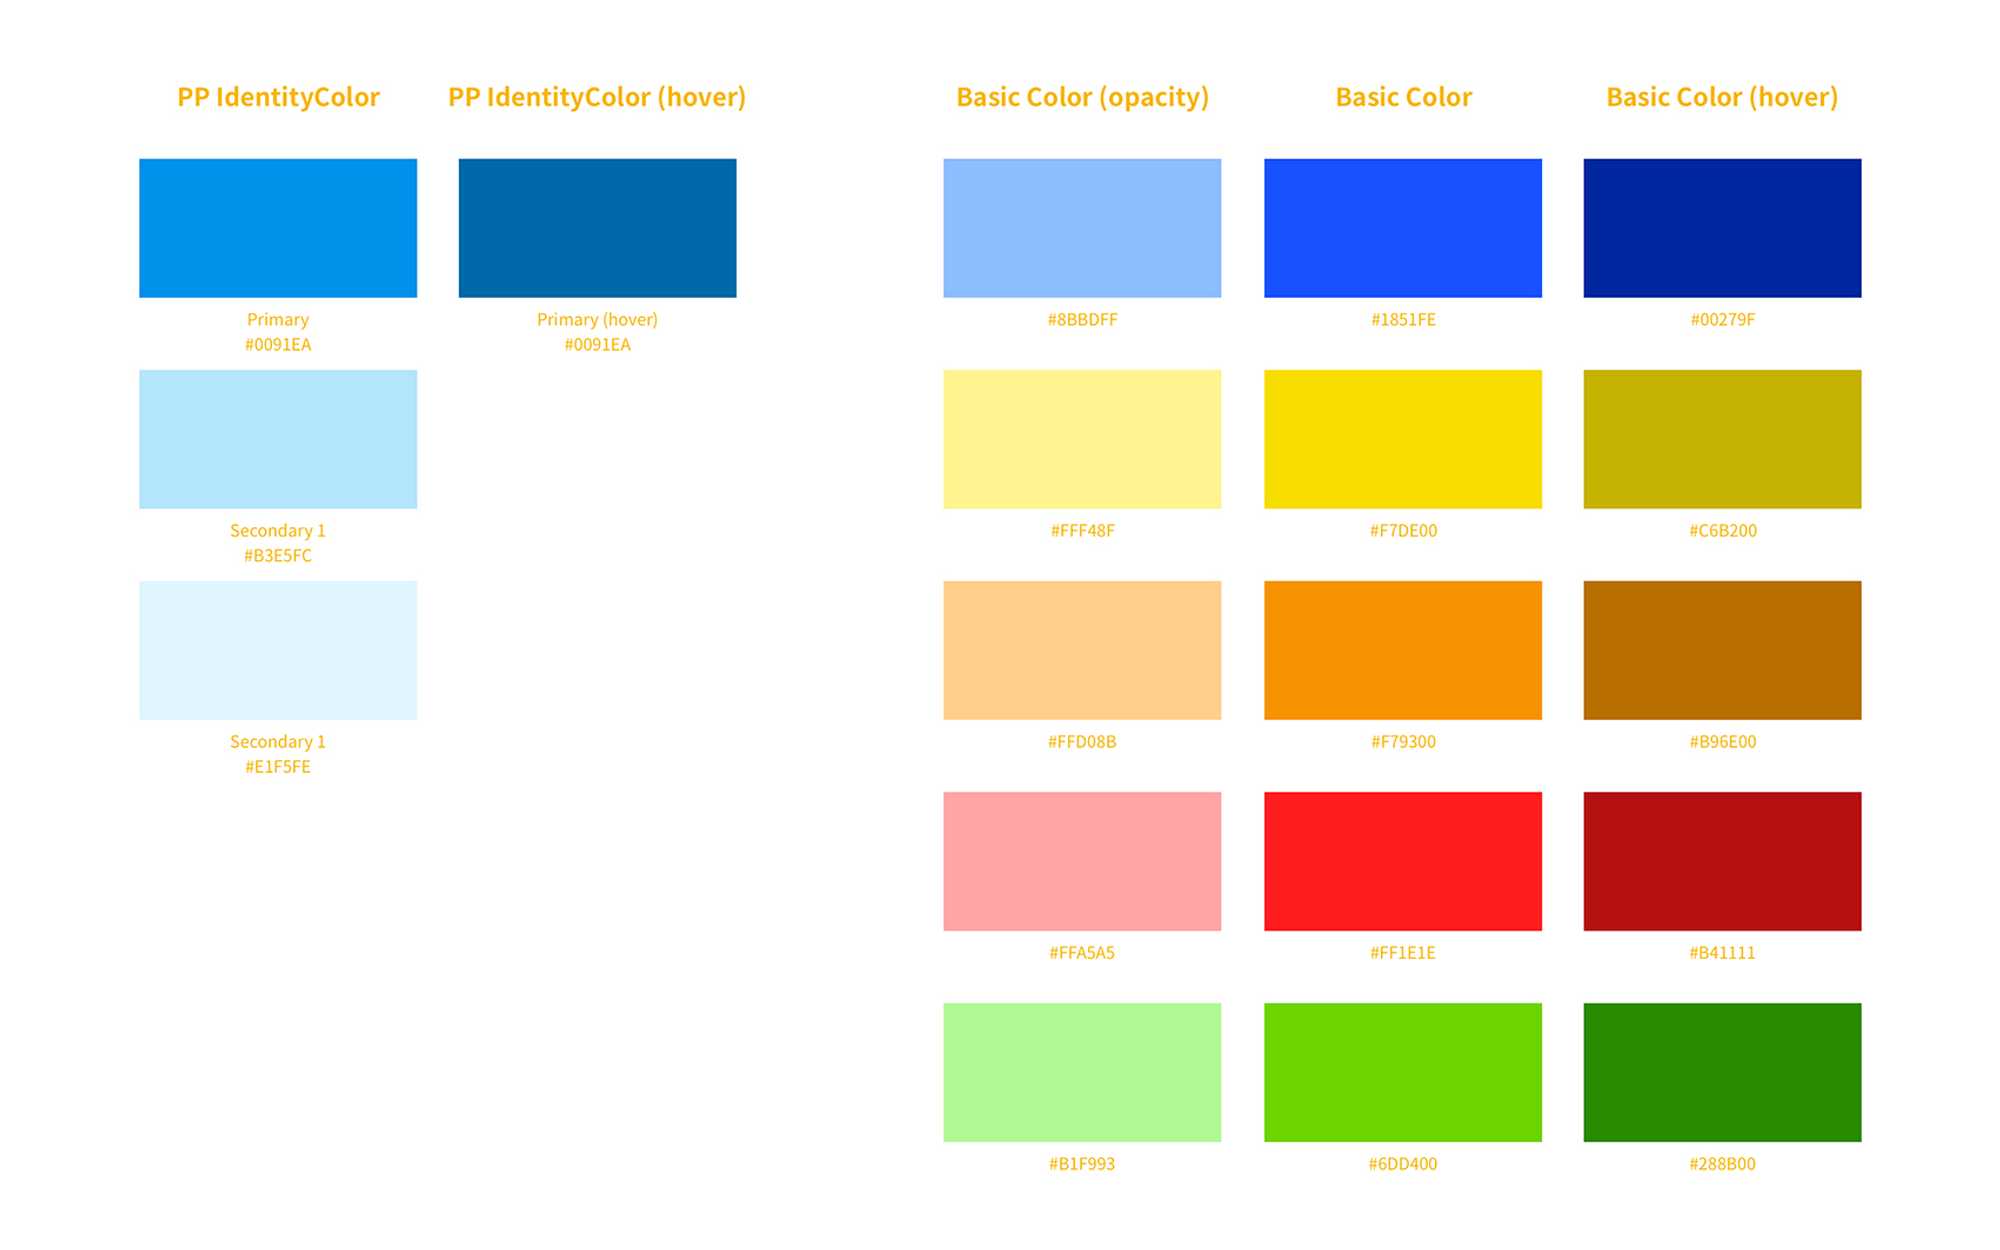 PP IdentityColor
PP IdentityColor (hover)
Basic Color (opacity)
Basic Color
Basic Color (hover)
Primary
#0091EA
Primary (hover)
#0091EA
#8BBDFF
#1851FE
#00279F
Secondary 1
#B3E5FC
#FFF48F
#F7DE00
#C6B200
Secondary 1
#E1F5FE
#FFD08B
#F79300
#B96E00
#FFA5A5
#FF1E1E
#B41111
#B1F993
#6DD400
#288B00